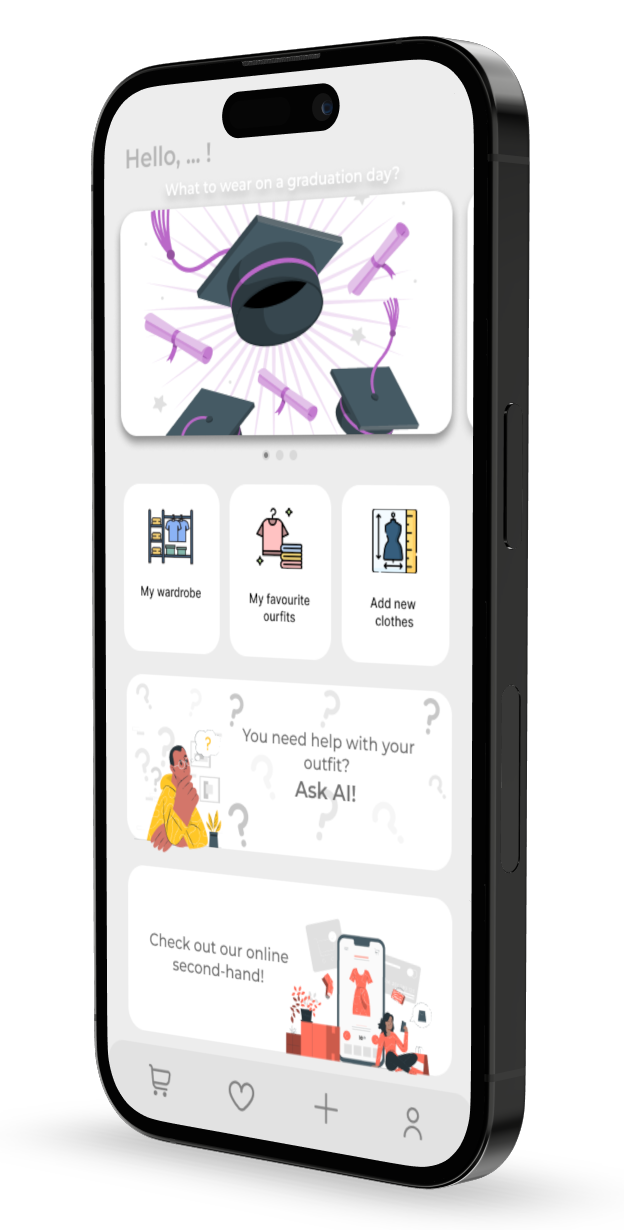 Hello, ... !
What to wear on a graduation day?
My wardrobe
My favourite
ourfits
Add new
clothes
You need help with your
outfit?
Ask AI!
Check out our online
second-hand!